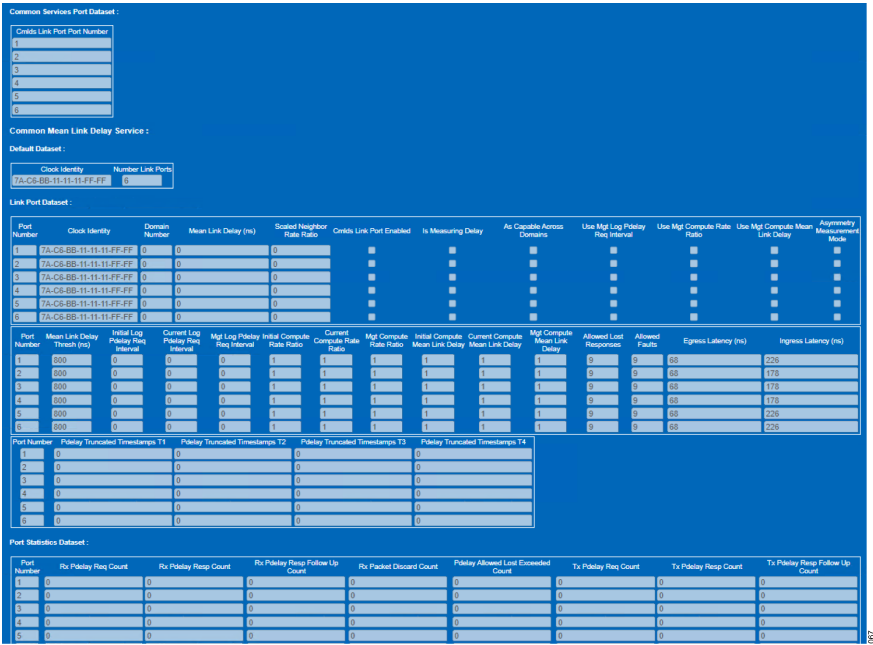 Common Services Port Dataset :
Cmlds Link Port Port Number
1
2
3
4
5
6
Common Mean Link Delay Service :
Default Dataset :
Clock Identity Number Link Ports
7A-C6-BB-11-11-11-FF-FF 6
Link Port Dataset :
Port Number Clock Identity Domain Number Mean Link Delay (ns) Scaled Neighbor Rate Ratio Cmlds Link Port Enabled Is Measuring Delay As Capable Across Domains Use Mgt Log Pdelay Req Interval Use Mgt Compute Rate Ratio Use Mgt Compute Mean Link Delay Asymmetry Measurement Mode
1 7A-C6-BB-11-11-11-FF-FF 0 0 0
2 7A-C6-BB-11-11-11-FF-FF 0 0 0
3 7A-C6-BB-11-11-11-FF-FF 0 0 0
4 7A-C6-BB-11-11-11-FF-FF 0 0 0
5 7A-C6-BB-11-11-11-FF-FF 0 0 0
6 7A-C6-BB-11-11-11-FF-FF 0 0 0
Port Number Mean Link Delay Thresh (ns) Initial Log Pdelay Req Interval Current Log Pdelay Req Interval Mgt Log Pdelay Req Interval Initial Compute Rate Ratio Current Compute Rate Ratio Mgt Compute Rate Ratio Initial Compute Mean Link Delay Current Compute Mean Link Delay Mgt Compute Mean Link Delay Allowed Lost Responses Allowed Faults Egress Latency (ns) Ingress Latency (ns)
1 800 0 0 0 1 1 1 1 1 1 9 9 68 226
2 800 0 0 0 1 1 1 1 1 1 9 9 68 178
3 800 0 0 0 1 1 1 1 1 1 9 9 68 178
4 800 0 0 0 1 1 1 1 1 1 9 9 68 178
5 800 0 0 0 1 1 1 1 1 1 9 9 68 226
6 800 0 0 0 1 1 1 1 1 1 9 9 68 226
Port Number Pdelay Truncated Timestamps T1 Pdelay Truncated Timestamps T2 Pdelay Truncated Timestamps T3 Pdelay Truncated Timestamps T4
1 0 0 0 0
2 0 0 0 0
3 0 0 0 0
4 0 0 0 0
5 0 0 0 0
6 0 0 0 0
Port Statistics Dataset :
Port Number Rx Pdelay Req Count Rx Pdelay Resp Count Rx Pdelay Resp Follow Up Count Rx Packet Discard Count Pdelay Allowed Lost Exceeded Count Tx Pdelay Req Count Tx Pdelay Resp Count Tx Pdelay Resp Follow Up Count
1 0 0 0 0 0 0 0 0
2 0 0 0 0 0 0 0 0
3 0 0 0 0 0 0 0 0
4 0 0 0 0 0 0 0 0
5 0 0 0 0 0 0 0 0
067